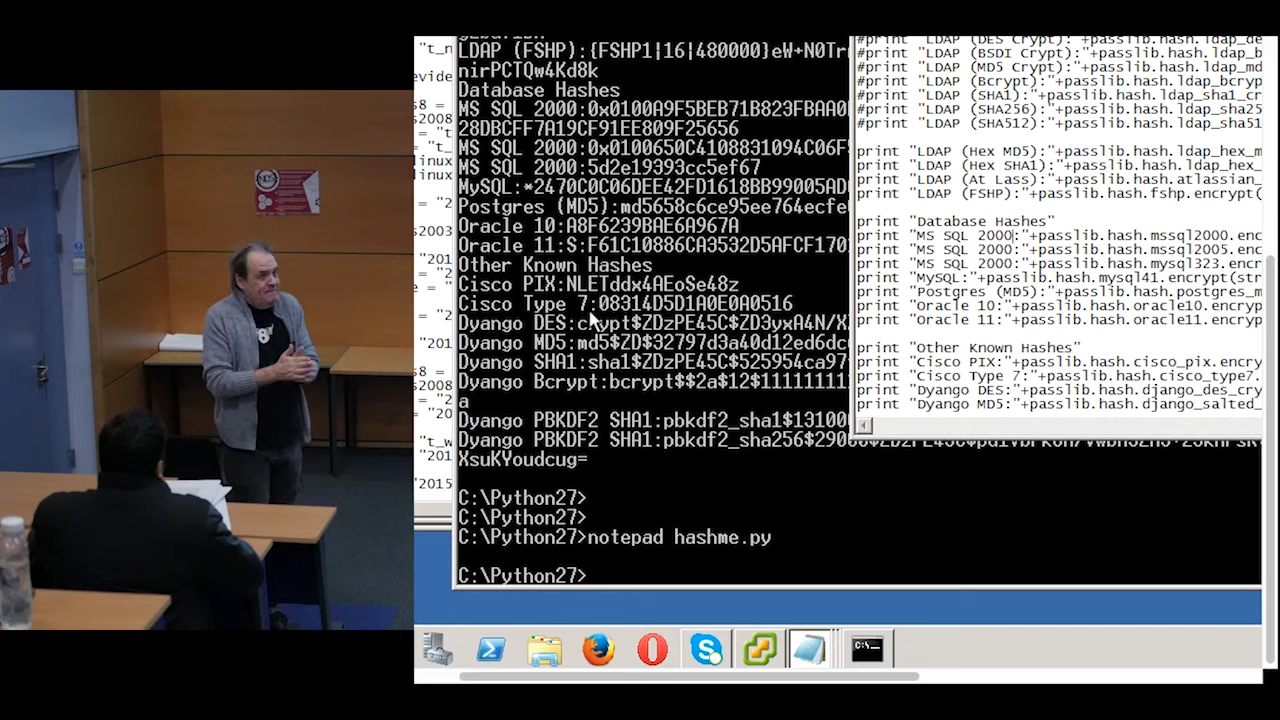 LDAP (FSHP):{FSHP1|16|480000}eW+N0Tr
nirPCTQw4Kd8k
Database Hashes
MS SQL 2000:0x0100A9F5BEB71B823FBAA0
28DBCFF7A19CF91EE809F25656
MS SQL 2000:0x0100650C4108831094C06F
MS SQL 2000:5d2e19393cc5ef67
MySQL:*2470C0C06DEE42FD1618BB99005AD
Postgres (MD5):md5658c6ce95ee764ecfe
Oracle 10:A8F6239BAE6A967A
Oracle 11:S:F61C10886CA3532D5AFCF170
Other Known Hashes
Cisco PIX:NLETddx4AEoSe48z
Cisco Type 7:08314D5D1A0E0A0516
Dyango DES:crypt$ZDzPE45C$ZD3yxA4N/X
Dyango MD5:md5$ZD$32797d3a40d12ed6dc
Dyango SHA1:sha1$ZDzPE45C$525954ca97
Dyango Bcrypt:bcrypt$$2a$12$11111111
a
Dyango PBKDF2 SHA1:pbkdf2_sha1$13100
Dyango PBKDF2 SHA1:pbkdf2_sha256$29000$ZDzPE45C$
XsuKYoudcug=
C:\Python27>
C:\Python27>
C:\Python27>notepad hashme.py
C:\Python27>
#print "LDAP (DES Crypt):"+passlib.hash.ldap_de
#print "LDAP (BSDI Crypt):"+passlib.hash.ldap_b
#print "LDAP (MD5 Crypt):"+passlib.hash.ldap_md
#print "LDAP (Bcrypt):"+passlib.hash.ldap_bcryp
#print "LDAP (SHA1):"+passlib.hash.ldap_sha1_cr
#print "LDAP (SHA256):"+passlib.hash.ldap_sha25
#print "LDAP (SHA512):"+passlib.hash.ldap_sha51
print "LDAP (Hex MD5):"+passlib.hash.ldap_hex_m
print "LDAP (Hex SHA1):"+passlib.hash.ldap_hex_
print "LDAP (At Lass):"+passlib.hash.atlassian_
print "LDAP (FSHP):"+passlib.hash.fshp.encrypt(
print "Database Hashes"
print "MS SQL 2000:"+passlib.hash.mssql2000.enc
print "MS SQL 2000:"+passlib.hash.mssql2005.enc
print "MS SQL 2000:"+passlib.hash.mysql323.encr
print "MySQL:"+passlib.hash.mysql41.encrypt(str
print "Postgres (MD5):"+passlib.hash.postgres_m
print "Oracle 10:"+passlib.hash.oracle10.encryp
print "Oracle 11:"+passlib.hash.oracle11.encryp
print "Other Known Hashes"
print "Cisco PIX:"+passlib.hash.cisco_pix.encry
print "Cisco Type 7:"+passlib.hash.cisco_type7.
print "Dyango DES:"+passlib.hash.django_des_cry
print "Dyango MD5:"+passlib.hash.django_salted_